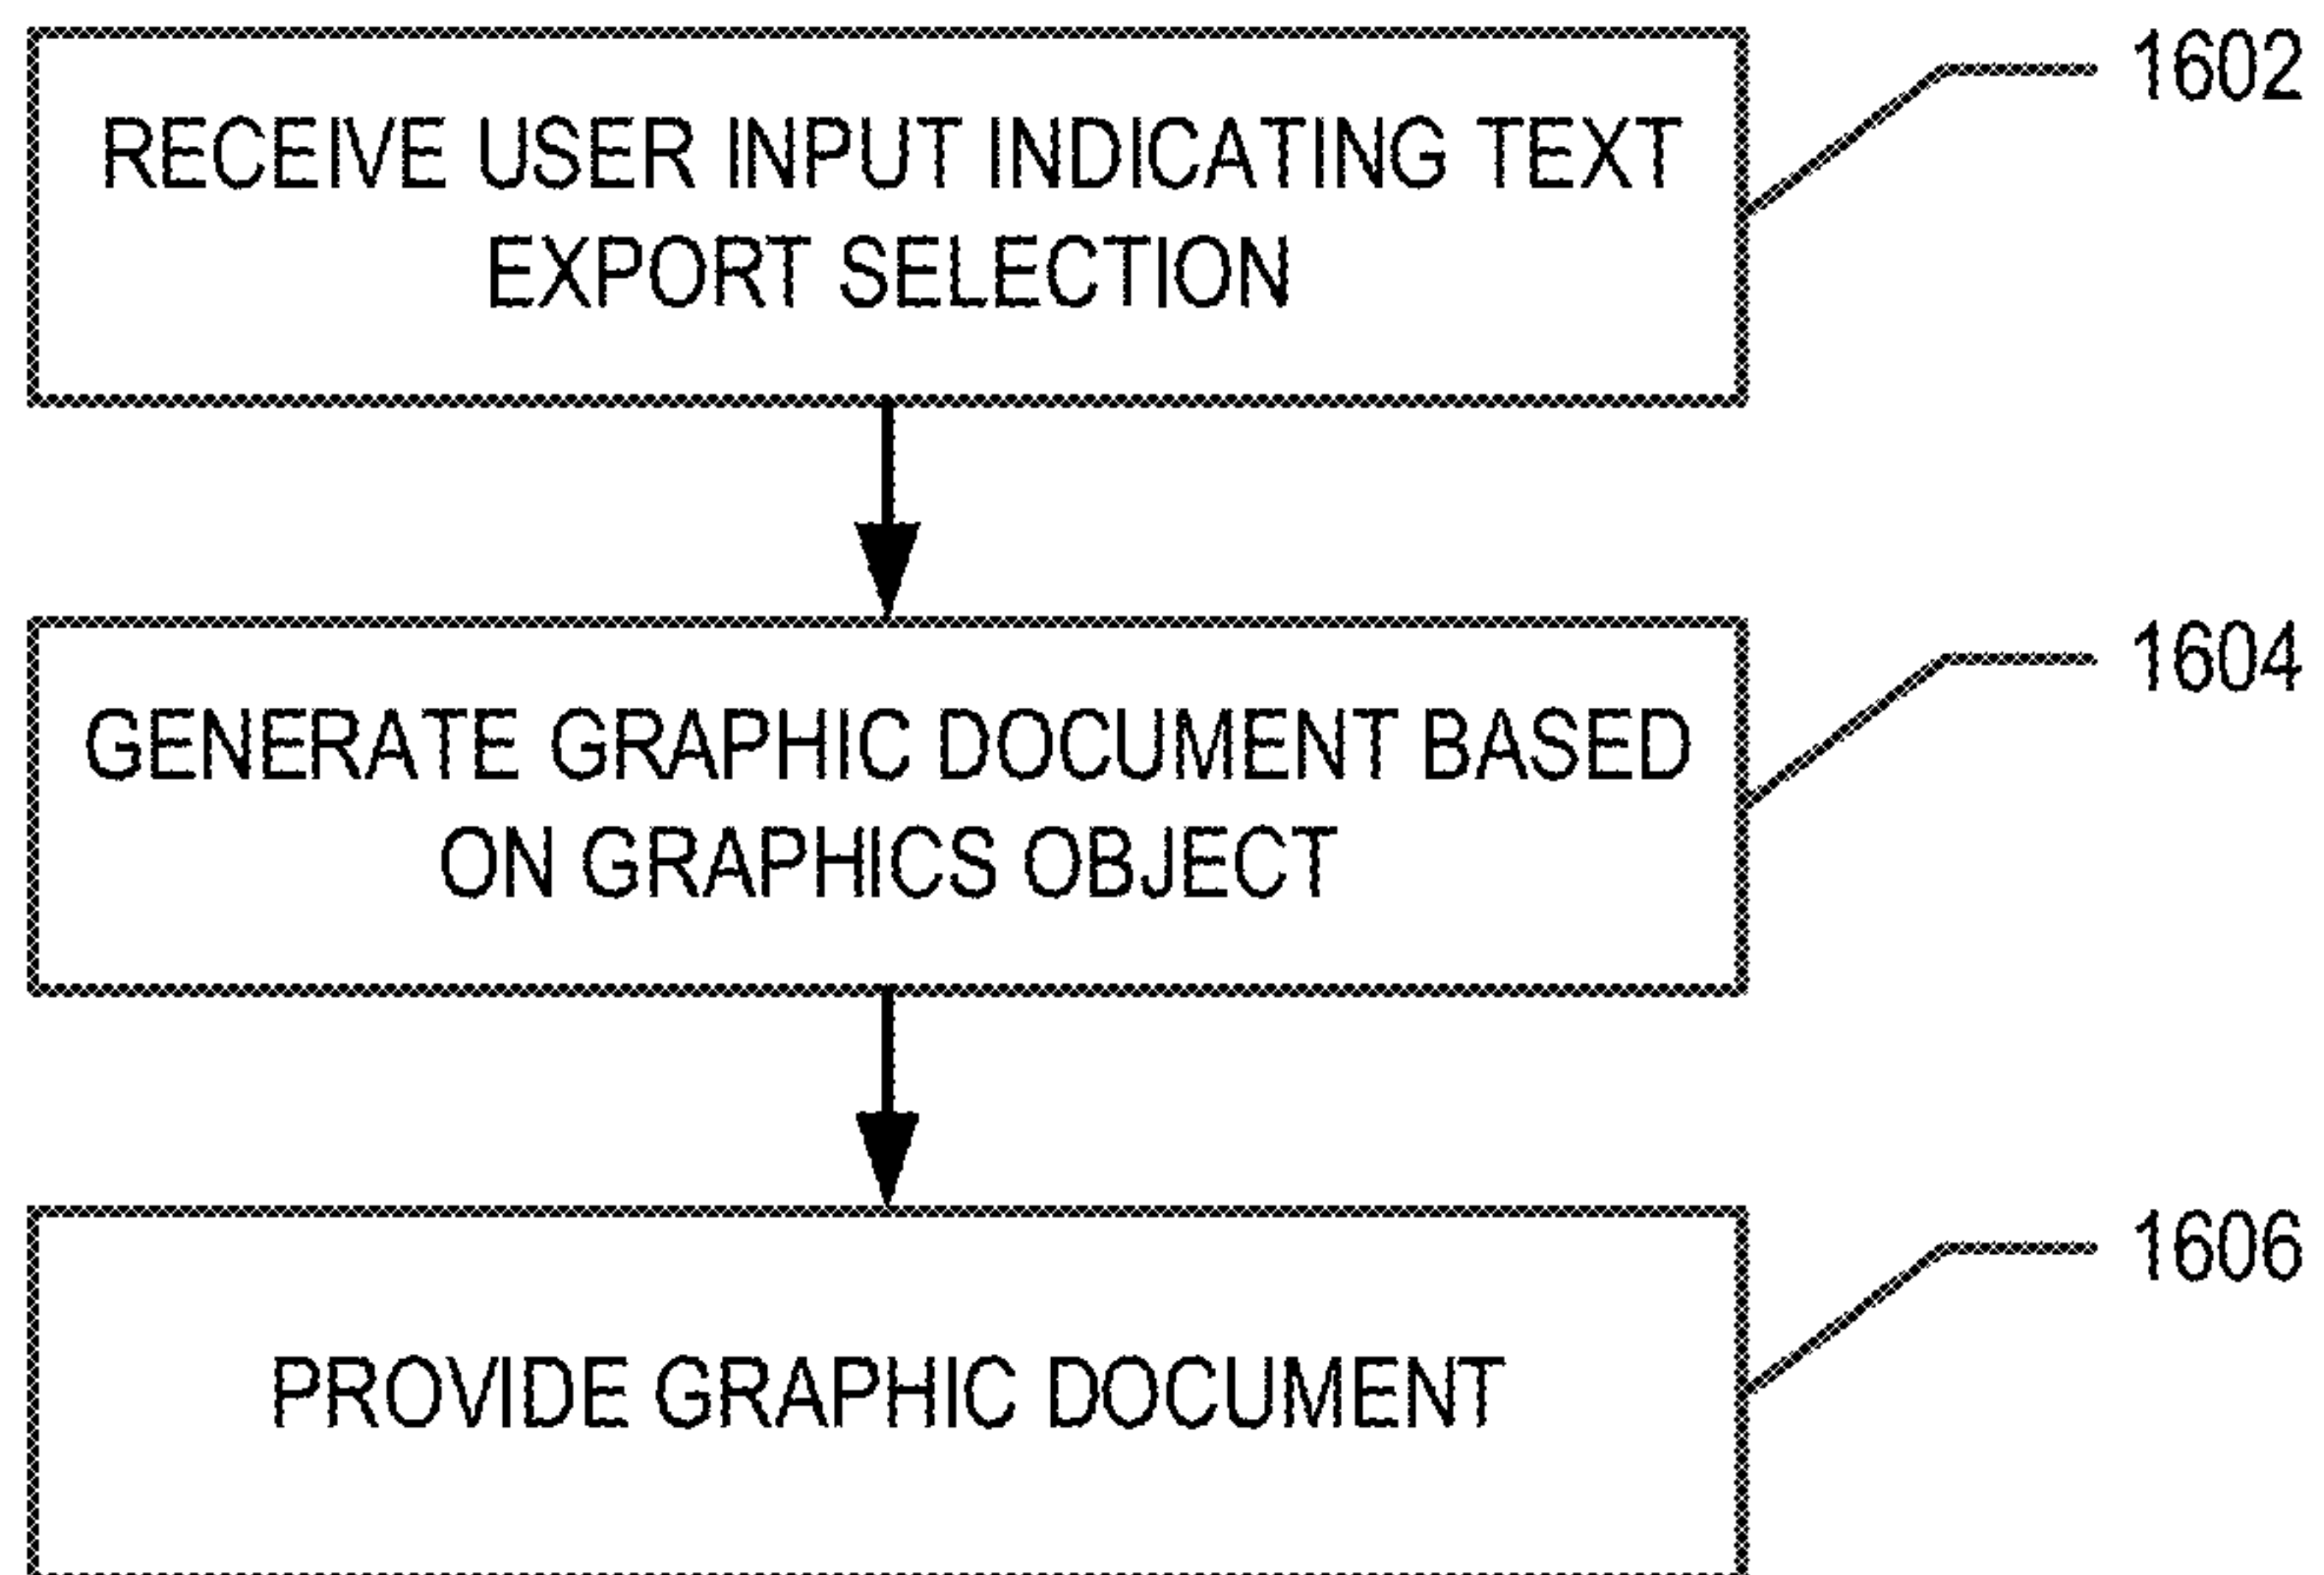 RECEIVE USER INPUT INDICATING TEXT
EXPORT SELECTION
1602
GENERATE GRAPHIC DOCUMENT BASED
ON GRAPHICS OBJECT
1604
PROVIDE GRAPHIC DOCUMENT
1606